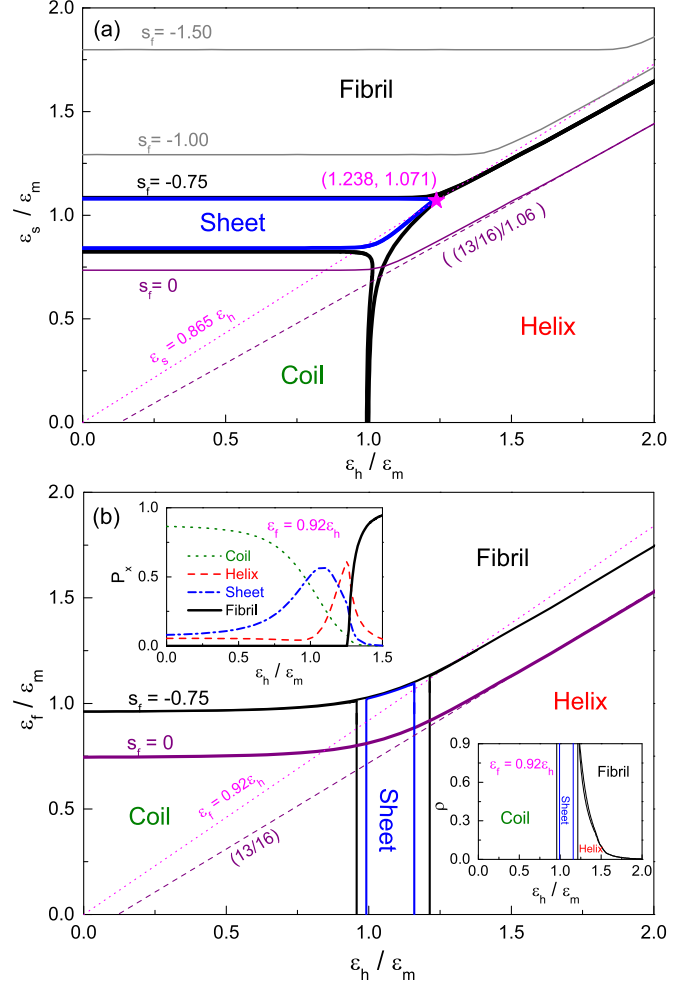 (a)
2.0
1.5
1.0
0.5
0.0
ε_s / ε_m
s_f = -1.50
Fibril
s_f = -1.00
s_f = -0.75
(1.238, 1.071)
Sheet
( (13/16)/1.06 )
s_f = 0
ε_s = 0.865 ε_h
Helix
Coil
0.0 0.5 1.0 1.5 2.0
ε_h / ε_m
(b)
2.0
1.5
1.0
0.5
0.0
ε_f / ε_m
1.0
0.5
0.0
P_x
ε_f = 0.92ε_h
Coil
Helix
Sheet
Fibril
0.0 0.5 1.0 1.5
ε_h / ε_m
Fibril
s_f = -0.75
s_f = 0
Helix
ε_f = 0.92ε_h
Coil
(13/16)
Sheet
0.9
0.6
0.3
0.0
ρ
ε_f = 0.92ε_h
Fibril
Coil
Sheet
Helix
0.0 0.5 1.0 1.5 2.0
ε_h / ε_m
0.0 0.5 1.0 1.5 2.0
ε_h / ε_m